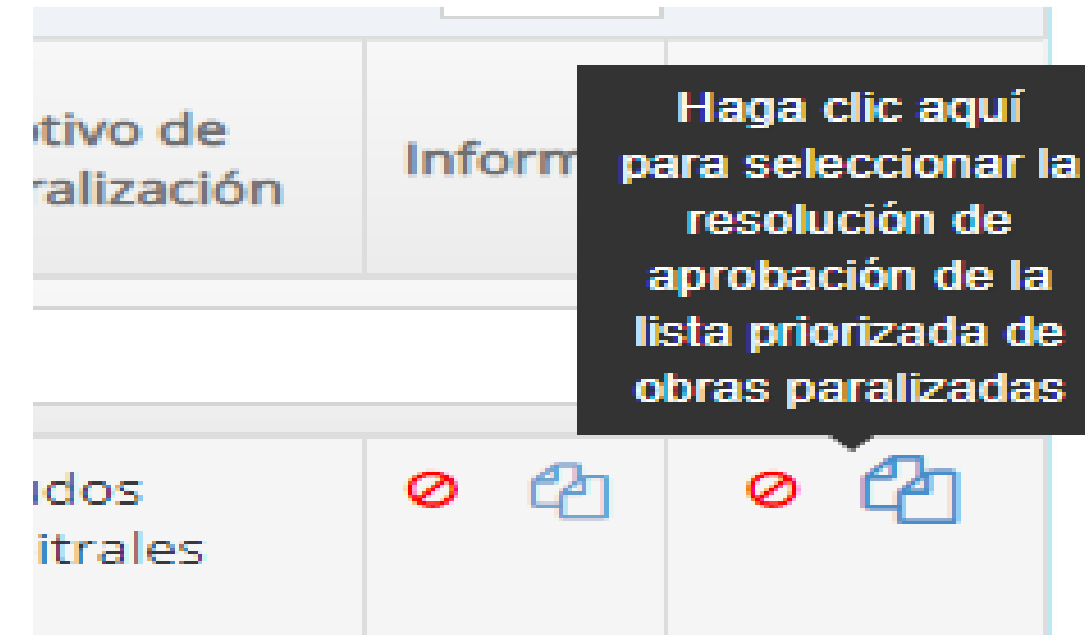 otivo de
ralización
Inform
Haga clic aquí
para seleccionar la
resolución de
aprobación de la
lista priorizada de
obras paralizadas
udos
itrales